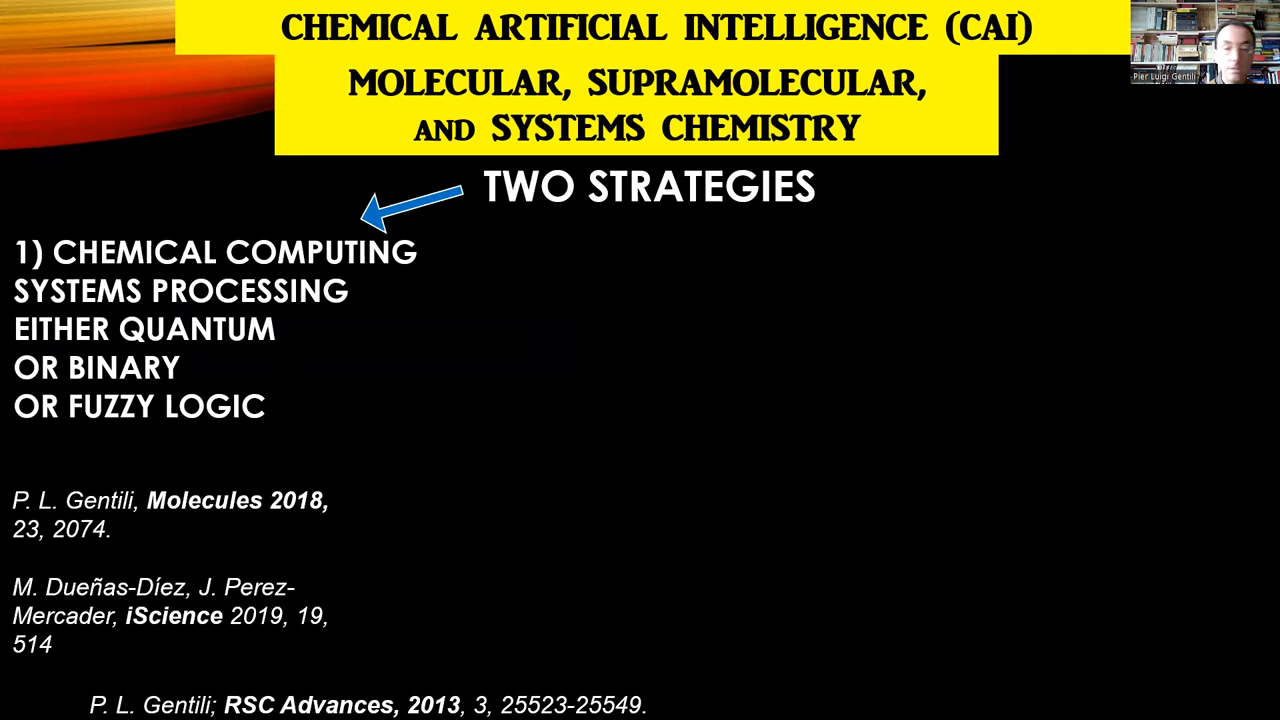 CHEMICAL ARTIFICIAL INTELLIGENCE (CAI)
MOLECULAR, SUPRAMOLECULAR,
AND SYSTEMS CHEMISTRY
Pier Luigi Gentili
TWO STRATEGIES
1) CHEMICAL COMPUTING
SYSTEMS PROCESSING
EITHER QUANTUM
OR BINARY
OR FUZZY LOGIC
P. L. Gentili, Molecules 2018,
23, 2074.
M. Dueñas-Díez, J. Perez-
Mercader, iScience 2019, 19,
514
P. L. Gentili; RSC Advances, 2013, 3, 25523-25549.